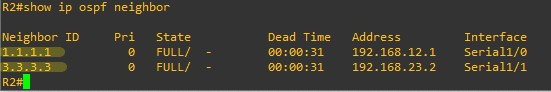 R2#show ip ospf neighbor
Neighbor ID     Pri   State           Dead Time   Address         Interface
1.1.1.1           0   FULL/  -        00:00:31    192.168.12.1    Serial1/0
3.3.3.3           0   FULL/  -        00:00:31    192.168.23.2    Serial1/1
R2#